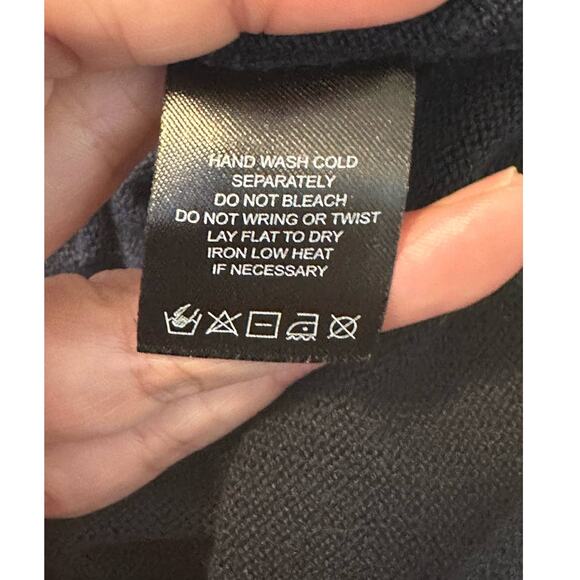 HAND WASH COLD
SEPARATELY
DO NOT BLEACH
DO NOT WRING OR TWIST
LAY FLAT TO DRY
IRON LOW HEAT
IF NECESSARY